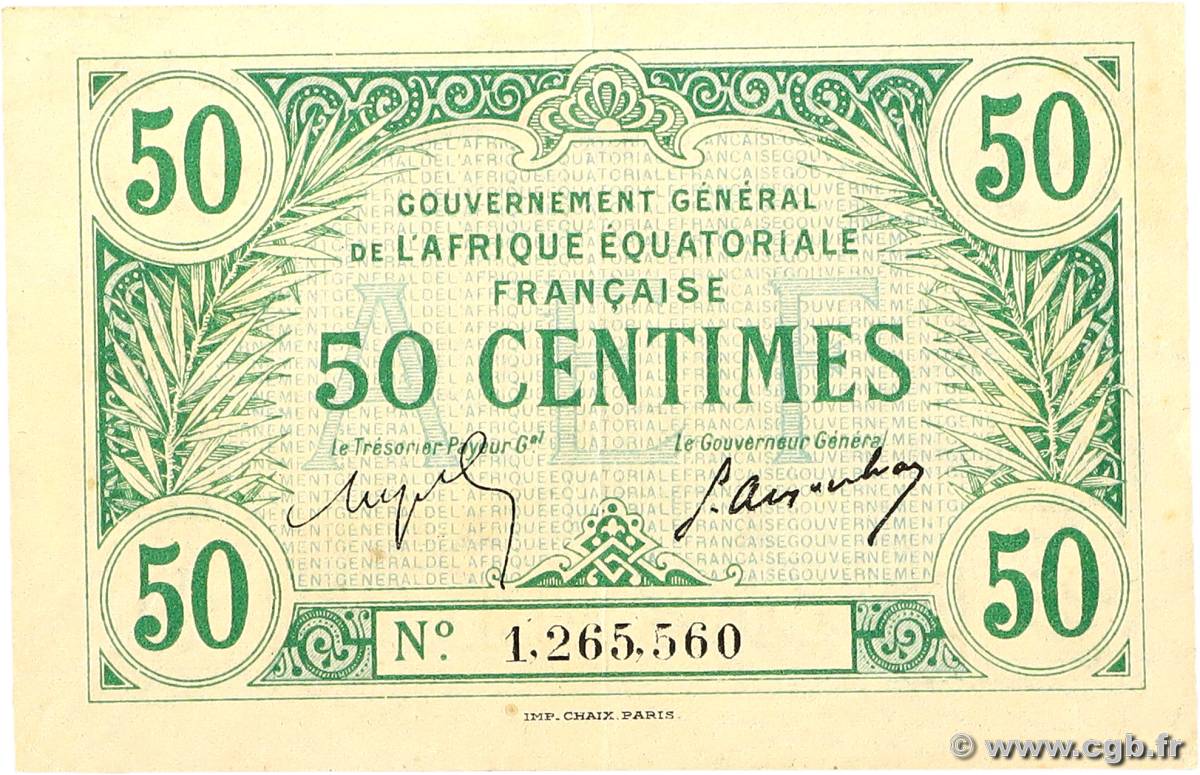 50 50
GOUVERNEMENT GÉNÉRAL
DE L'AFRIQUE ÉQUATORIALE
FRANÇAISE
A E F
50 CENTIMES
Le Trésorier Payeur Gal Le Gouverneur Général
50 50
No. 1,265,560
IMP. CHAIX. PARIS.
© www.cgb.fr